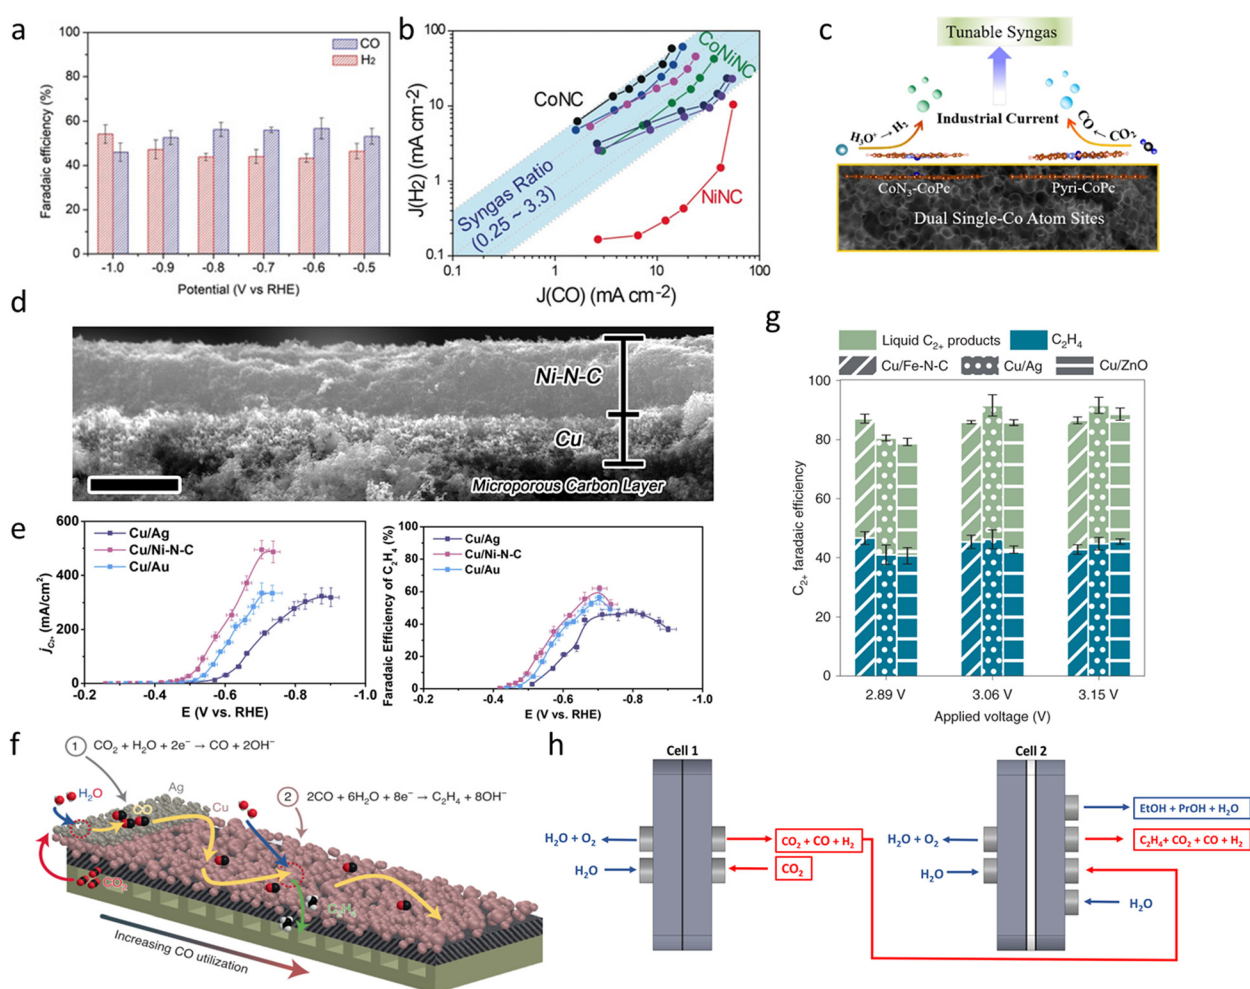 a
100
80
60
40
20
0
Faradaic efficiency (%)
CO
H₂
-1.0
-0.9
-0.8
-0.7
-0.6
-0.5
Potential (V vs RHE)
b
100
10
1
0.1
J(H2) (mA cm-2)
CoNC
CoNiNC
NiNC
Syngas Ratio
(0.25 ~ 3.3)
0.1
1
10
100
J(CO) (mA cm-2)
c
Tunable Syngas
Industrial Current
H₃O⁺ → H₂
CO ← CO₂
CoN₃-CoPc
Pyri-CoPc
Dual Single-Co Atom Sites
d
Ni-N-C
Cu
Microporous Carbon Layer
e
600
400
200
0
j C₂₊ (mA/cm²)
Cu/Ag
Cu/Ni-N-C
Cu/Au
-0.2
-0.4
-0.6
-0.8
-1.0
E (V vs. RHE)
100
80
60
40
20
0
Faradaic Efficiency of C₂H₄ (%)
Cu/Ag
Cu/Ni-N-C
Cu/Au
-0.2
-0.4
-0.6
-0.8
-1.0
E (V vs. RHE)
g
Liquid C₂₊ products
C₂H₄
Cu/Fe-N-C
Cu/Ag
Cu/ZnO
100
80
60
40
20
0
C₂₊ faradaic efficiency
2.89 V
3.06 V
3.15 V
Applied voltage (V)
f
1
CO₂ + H₂O + 2e⁻ → CO + 2OH⁻
2
2CO + 6H₂O + 8e⁻ → C₂H₄ + 8OH⁻
H₂O
Ag
CO
Cu
CO₂
C₂H₄
Increasing CO utilization
h
Cell 1
H₂O + O₂
H₂O
CO₂ + CO + H₂
CO₂
Cell 2
H₂O + O₂
H₂O
EtOH + PrOH + H₂O
C₂H₄+ CO₂ + CO + H₂
H₂O